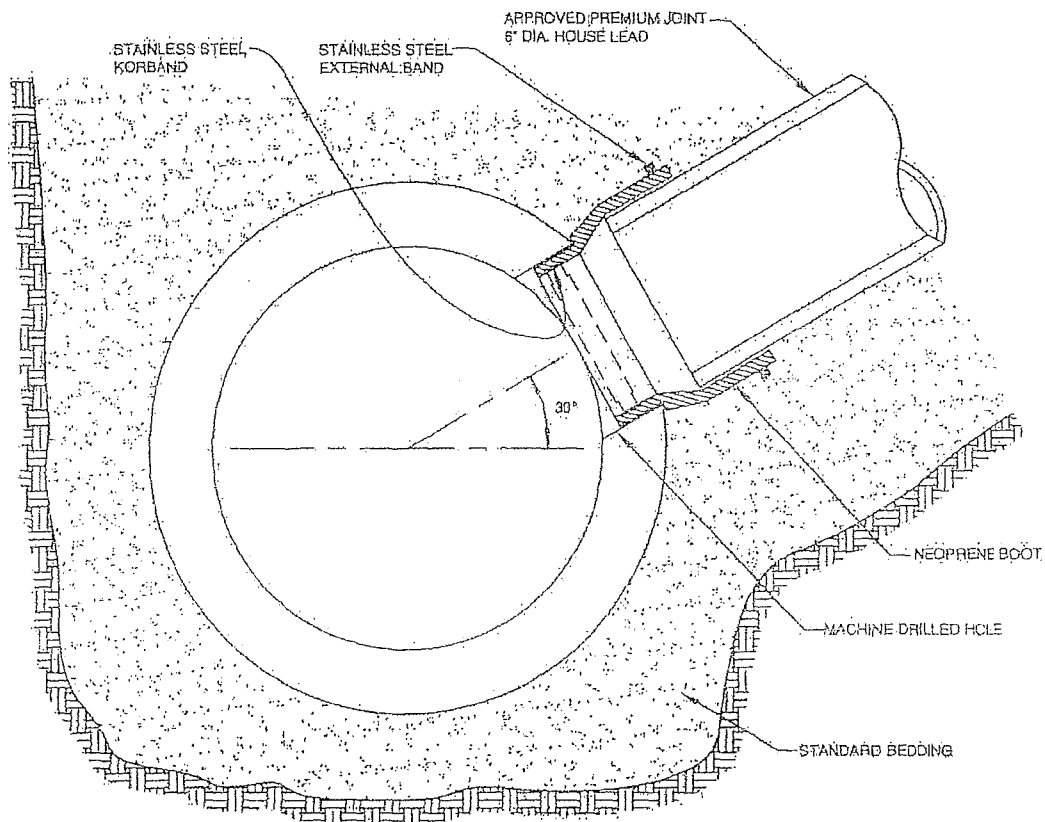 APPROVED PREMIUM JOINT
6" DIA. HOUSE LEAD
STAINLESS STEEL
KORBAND
STAINLESS STEEL
EXTERNAL BAND
30°
NEOPRENE BOOT
MACHINE DRILLED HOLE
STANDARD BEDDING